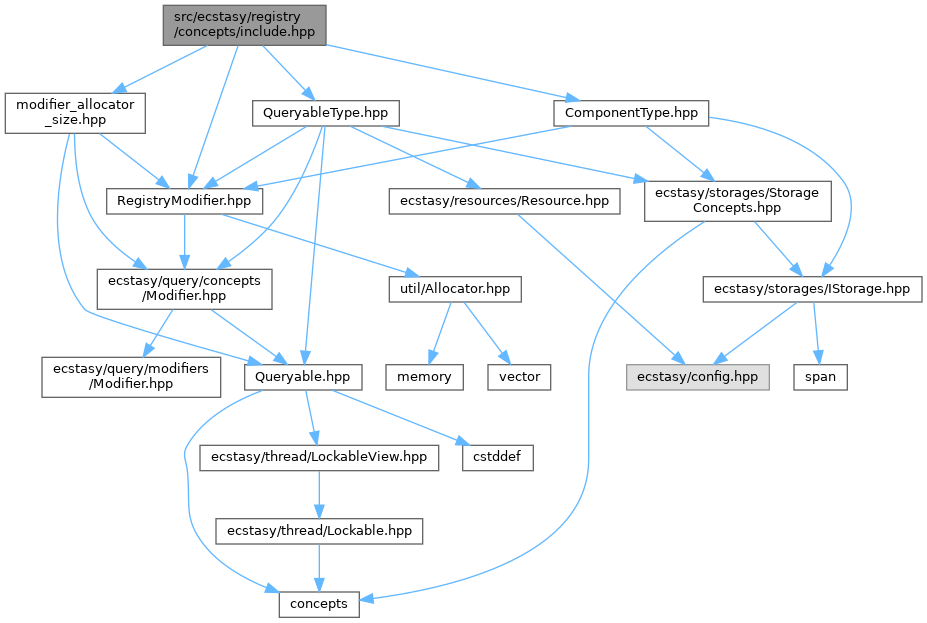 src/ecstasy/registry
/concepts/include.hpp
modifier_allocator
_size.hpp
QueryableType.hpp
ComponentType.hpp
RegistryModifier.hpp
ecstasy/resources/Resource.hpp
ecstasy/storages/Storage
Concepts.hpp
ecstasy/query/concepts
/Modifier.hpp
util/Allocator.hpp
ecstasy/storages/IStorage.hpp
ecstasy/query/modifiers
/Modifier.hpp
Queryable.hpp
memory
vector
ecstasy/config.hpp
span
ecstasy/thread/LockableView.hpp
cstddef
ecstasy/thread/Lockable.hpp
concepts